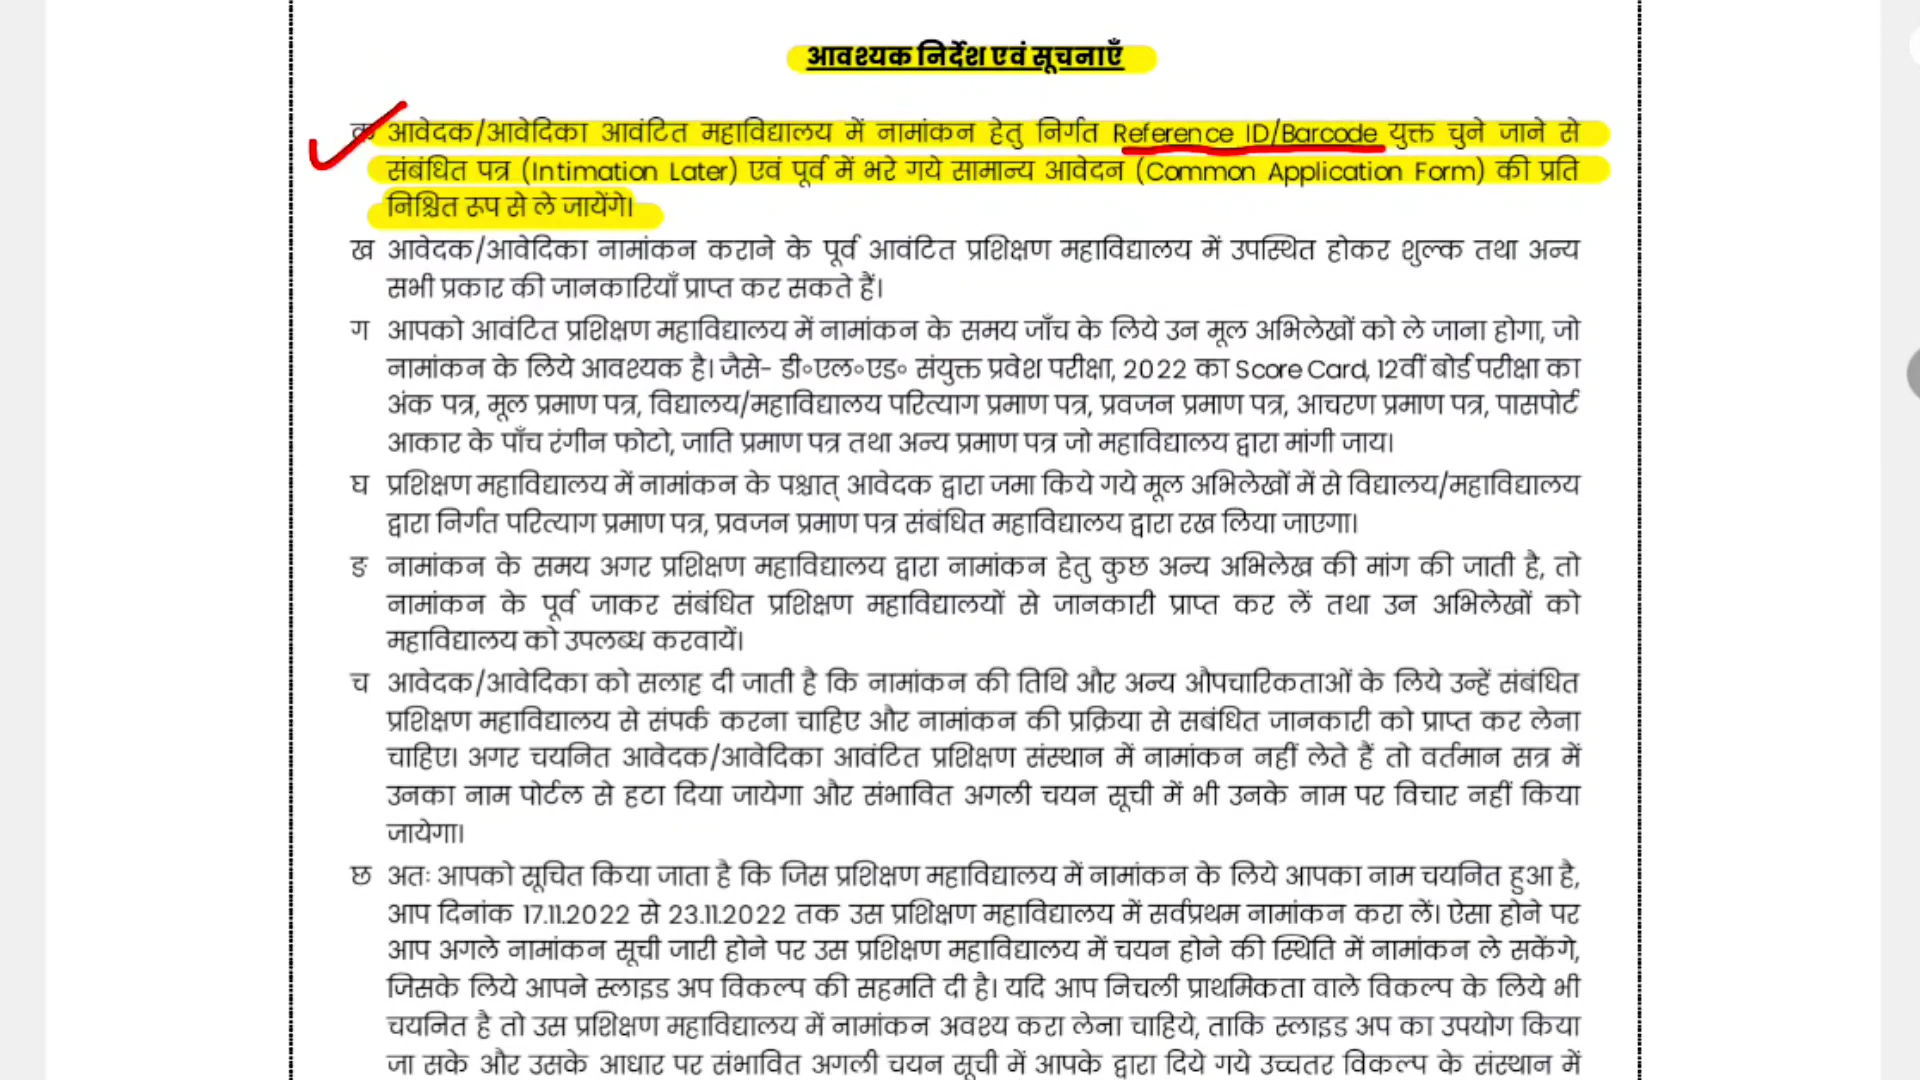 आवश्यक निर्देश एवं सूचनाएँ
क आवेदक/आवेदिका आवंटित महाविद्यालय में नामांकन हेतु निर्गत Reference ID/Barcode युक्त चुने जाने से
संबंधित पत्र (Intimation Later) एवं पूर्व में भरे गये सामान्य आवेदन (Common Application Form) की प्रति
निश्चित रूप से ले जायेंगे।
ख आवेदक/आवेदिका नामांकन कराने के पूर्व आवंटित प्रशिक्षण महाविद्यालय में उपस्थित होकर शुल्क तथा अन्य
सभी प्रकार की जानकारियाँ प्राप्त कर सकते हैं।
ग आपको आवंटित प्रशिक्षण महाविद्यालय में नामांकन के समय जाँच के लिये उन मूल अभिलेखों को ले जाना होगा, जो
नामांकन के लिये आवश्यक है। जैसे- डी॰एल॰एड॰ संयुक्त प्रवेश परीक्षा, 2022 का Score Card, 12वीं बोर्ड परीक्षा का
अंक पत्र, मूल प्रमाण पत्र, विद्यालय/महाविद्यालय परित्याग प्रमाण पत्र, प्रवजन प्रमाण पत्र, आचरण प्रमाण पत्र, पासपोर्ट
आकार के पाँच रंगीन फोटो, जाति प्रमाण पत्र तथा अन्य प्रमाण पत्र जो महाविद्यालय द्वारा मांगी जाय।
घ प्रशिक्षण महाविद्यालय में नामांकन के पश्चात् आवेदक द्वारा जमा किये गये मूल अभिलेखों में से विद्यालय/महाविद्यालय
द्वारा निर्गत परित्याग प्रमाण पत्र, प्रवजन प्रमाण पत्र संबंधित महाविद्यालय द्वारा रख लिया जाएगा।
ङ नामांकन के समय अगर प्रशिक्षण महाविद्यालय द्वारा नामांकन हेतु कुछ अन्य अभिलेख की मांग की जाती है, तो
नामांकन के पूर्व जाकर संबंधित प्रशिक्षण महाविद्यालयों से जानकारी प्राप्त कर लें तथा उन अभिलेखों को
महाविद्यालय को उपलब्ध करवायें।
च आवेदक/आवेदिका को सलाह दी जाती है कि नामांकन की तिथि और अन्य औपचारिकताओं के लिये उन्हें संबंधित
प्रशिक्षण महाविद्यालय से संपर्क करना चाहिए और नामांकन की प्रक्रिया से सबंधित जानकारी को प्राप्त कर लेना
चाहिए। अगर चयनित आवेदक/आवेदिका आवंटित प्रशिक्षण संस्थान में नामांकन नहीं लेते हैं तो वर्तमान सत्र में
उनका नाम पोर्टल से हटा दिया जायेगा और संभावित अगली चयन सूची में भी उनके नाम पर विचार नहीं किया
जायेगा।
छ अतः आपको सूचित किया जाता है कि जिस प्रशिक्षण महाविद्यालय में नामांकन के लिये आपका नाम चयनित हुआ है,
आप दिनांक 17.11.2022 से 23.11.2022 तक उस प्रशिक्षण महाविद्यालय में सर्वप्रथम नामांकन करा लें। ऐसा होने पर
आप अगले नामांकन सूची जारी होने पर उस प्रशिक्षण महाविद्यालय में चयन होने की स्थिति में नामांकन ले सकेंगे,
जिसके लिये आपने स्लाइड अप विकल्प की सहमति दी है। यदि आप निचली प्राथमिकता वाले विकल्प के लिये भी
चयनित है तो उस प्रशिक्षण महाविद्यालय में नामांकन अवश्य करा लेना चाहिये, ताकि स्लाइड अप का उपयोग किया
जा सके और उसके आधार पर संभावित अगली चयन सूची में आपके द्वारा दिये गये उच्चतर विकल्प के संस्थान में